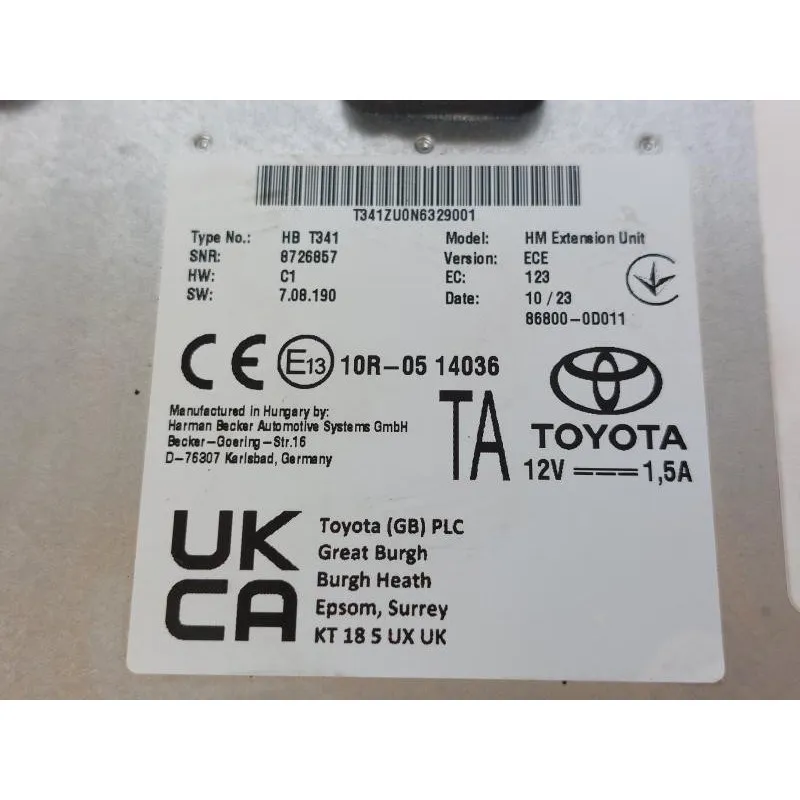 T341ZU0N6329001
Type No.: HB T341 Model: HM Extension Unit
SNR: 8726857 Version: ECE
HW: C1 EC: 123
SW: 7.08.190 Date: 10 / 23
86800-0D011
CE E13 10R-05 14036
Manufactured in Hungary by:
Harman Becker Automotive Systems GmbH
Becker-Goering-Str.16
D-76307 Karlsbad, Germany
TA
TOYOTA
12V 1,5A
UK
CA
Toyota (GB) PLC
Great Burgh
Burgh Heath
Epsom, Surrey
KT 18 5 UX UK